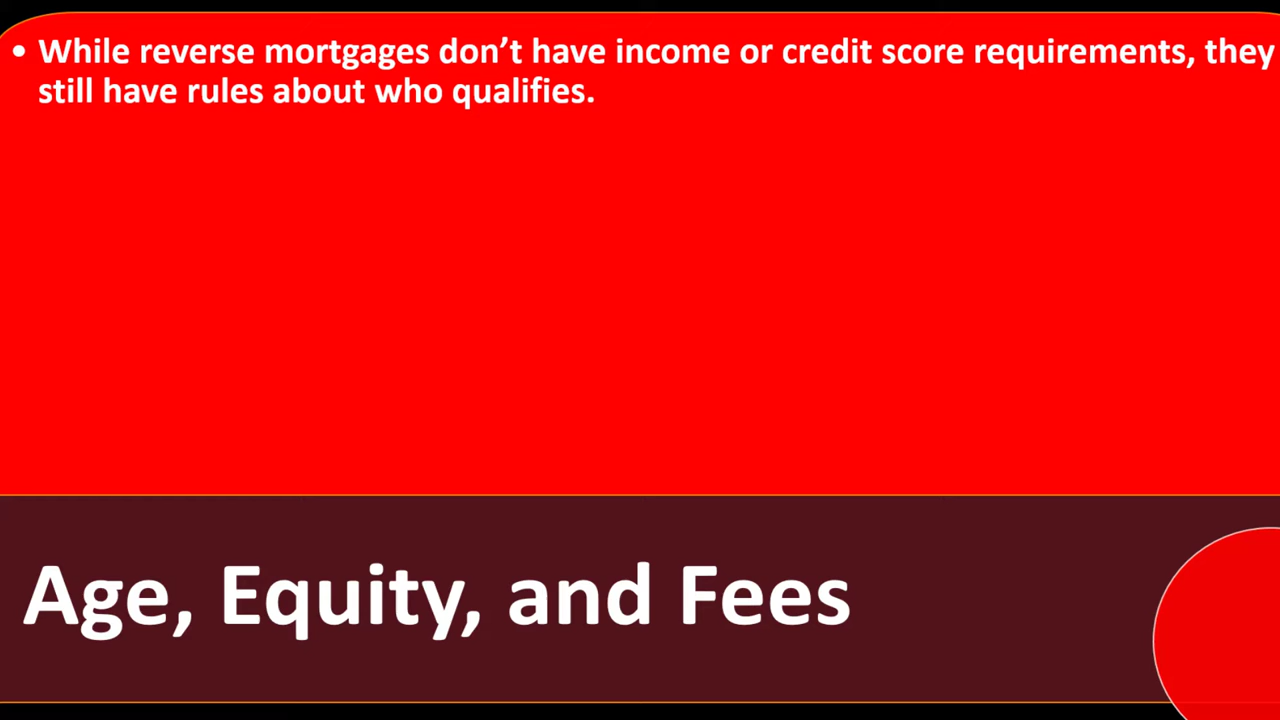 • While reverse mortgages don’t have income or credit score requirements, they
still have rules about who qualifies.
Age, Equity, and Fees